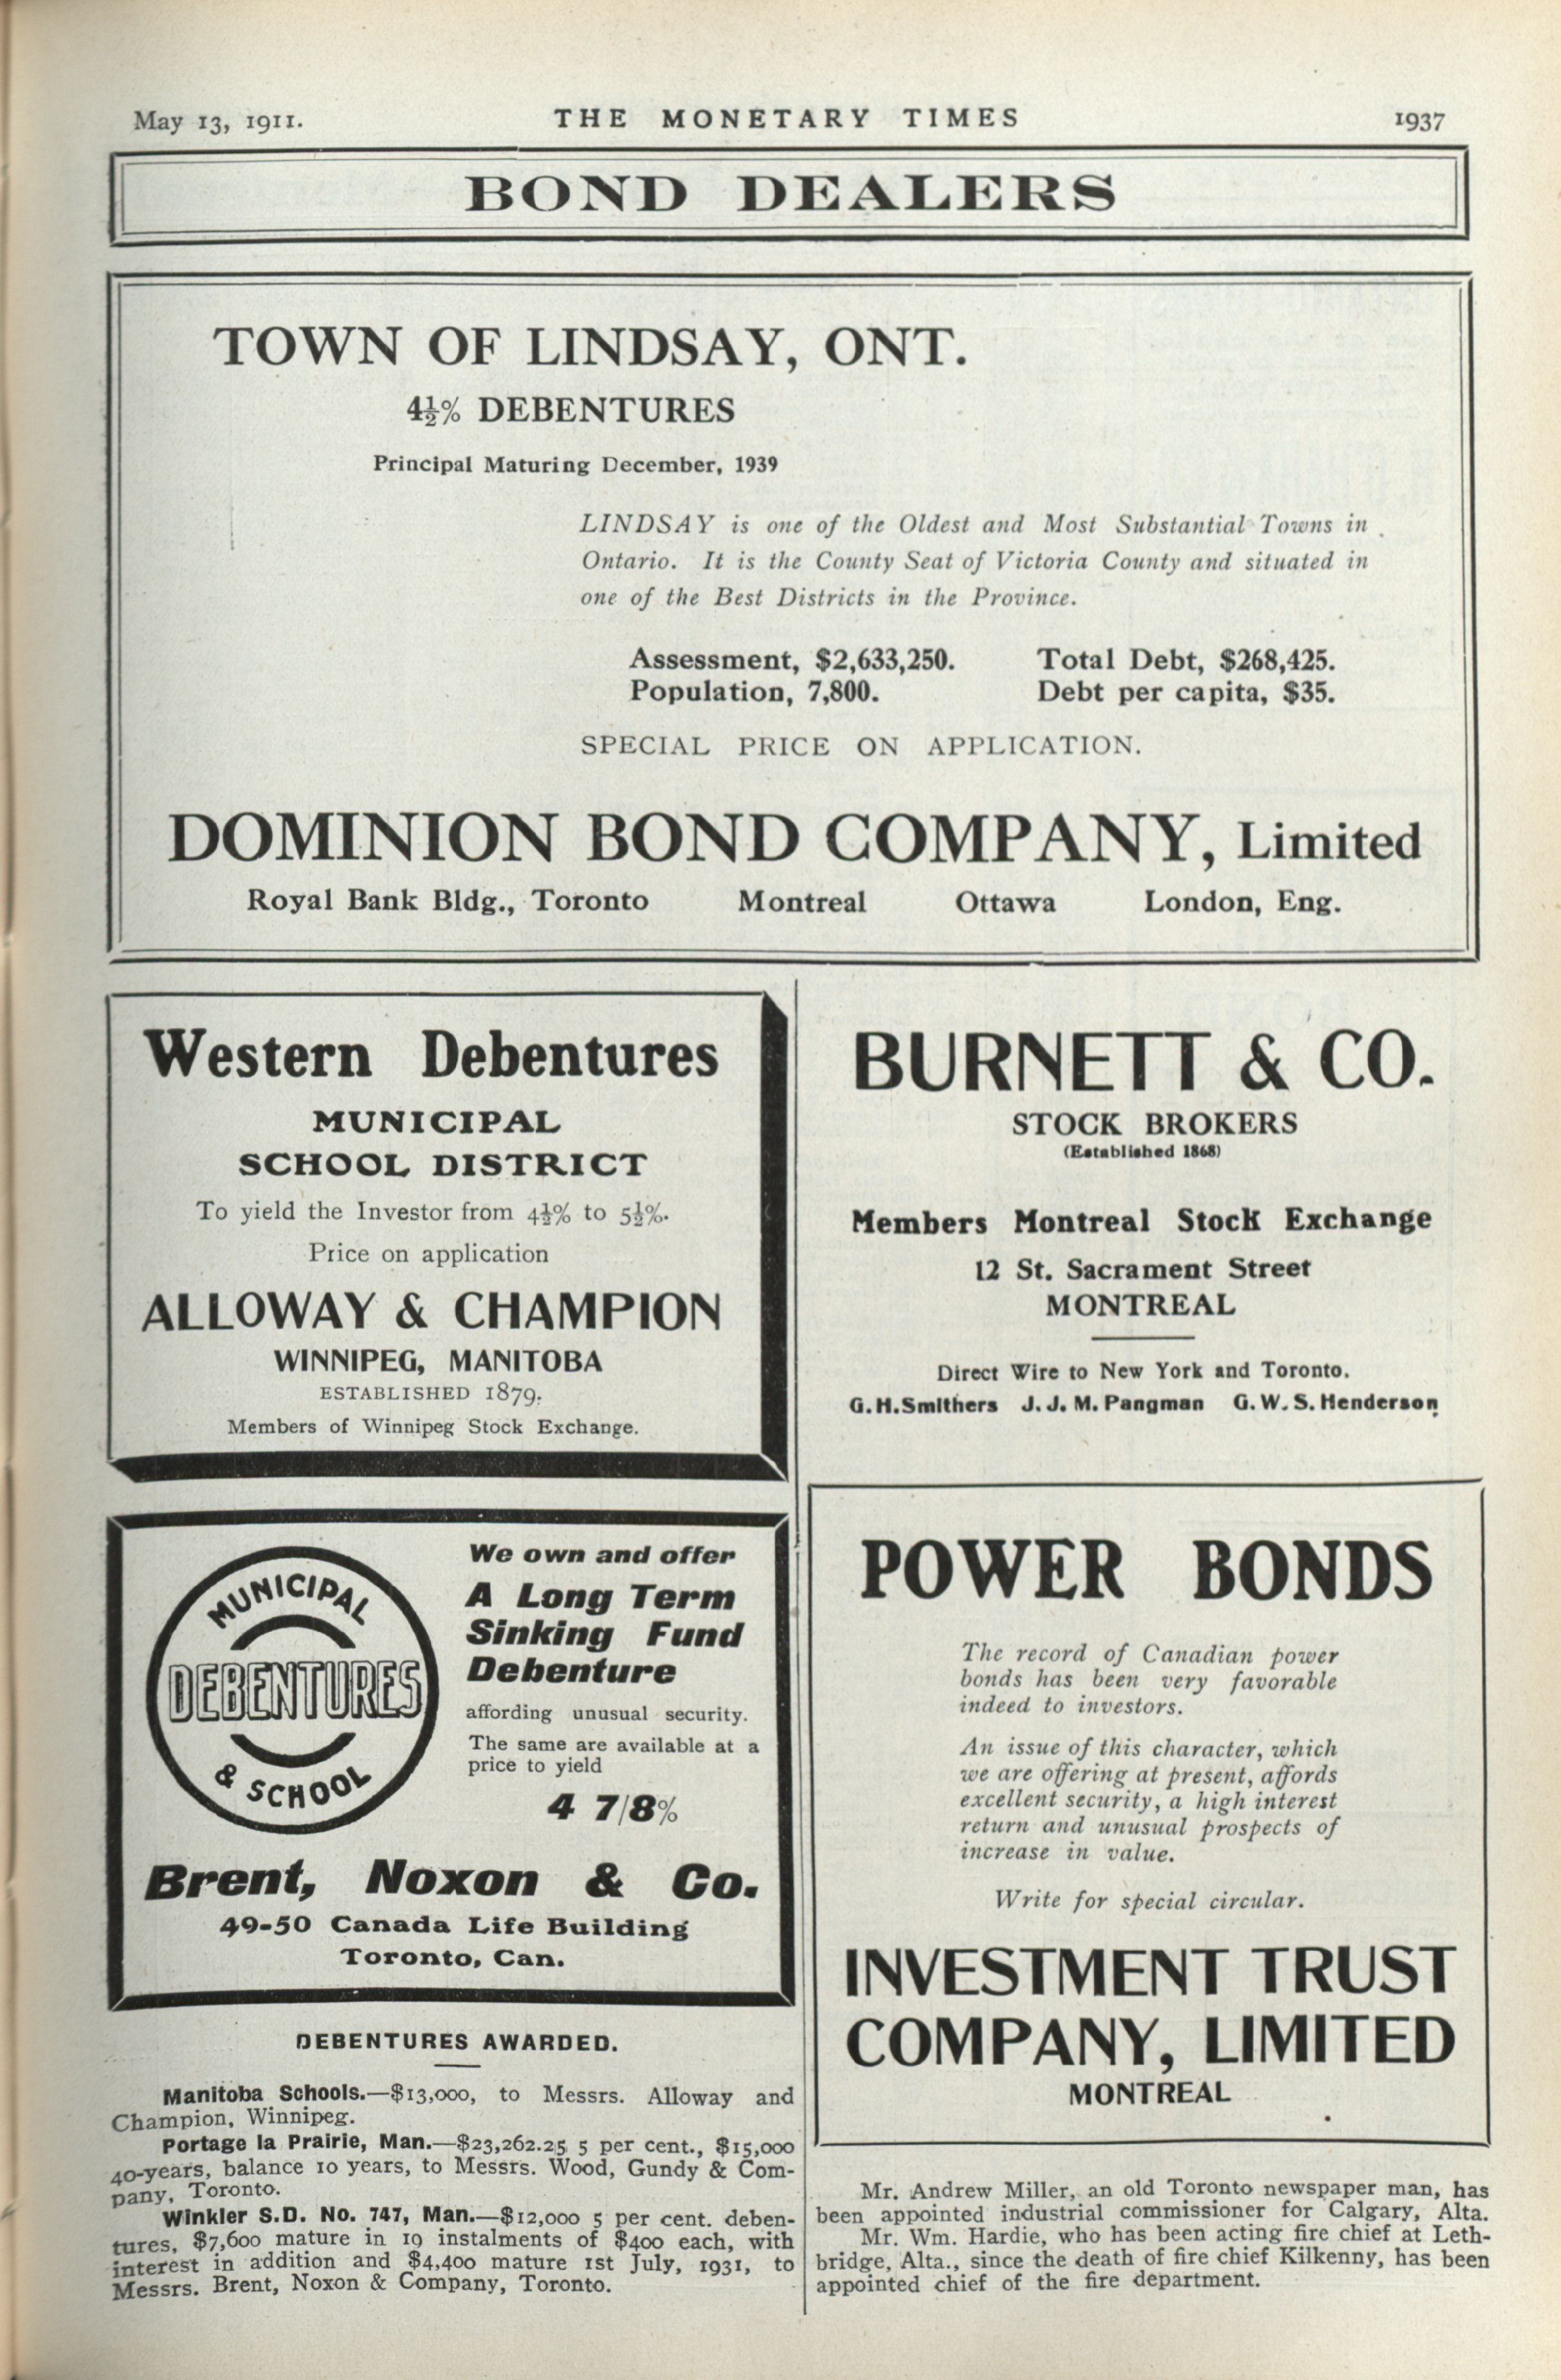 May 13, 1911.
THE MONETARY TIMES
1937
BOND DEALERS
TOWN OF LINDSAY, ONT.
4½% DEBENTURES
Principal Maturing December, 1939
LINDSAY is one of the Oldest and Most Substantial Towns in
Ontario. It is the County Seat of Victoria County and situated in
one of the Best Districts in the Province.
Assessment, $2,633,250. Total Debt, $268,425.
Population, 7,800. Debt per capita, $35.
SPECIAL PRICE ON APPLICATION.
DOMINION BOND COMPANY, Limited
Royal Bank Bldg., Toronto Montreal Ottawa London, Eng.
Western Debentures
MUNICIPAL
SCHOOL DISTRICT
To yield the Investor from 4½% to 5½%.
Price on application
ALLOWAY & CHAMPION
WINNIPEG, MANITOBA
ESTABLISHED 1879.
Members of Winnipeg Stock Exchange.
BURNETT & CO.
STOCK BROKERS
(Established 1868)
Members Montreal Stock Exchange
12 St. Sacrament Street
MONTREAL
Direct Wire to New York and Toronto.
G. H. Smithers J. J. M. Pangman G. W. S. Henderson
MUNICIPAL
DEBENTURES
& SCHOOL
We own and offer
A Long Term
Sinking Fund
Debenture
affording unusual security.
The same are available at a
price to yield
4 7/8%
Brent, Noxon & Co.
49-50 Canada Life Building
Toronto, Can.
POWER BONDS
The record of Canadian power
bonds has been very favorable
indeed to investors.
An issue of this character, which
we are offering at present, affords
excellent security, a high interest
return and unusual prospects of
increase in value.
Write for special circular.
INVESTMENT TRUST
COMPANY, LIMITED
MONTREAL
DEBENTURES AWARDED.
Manitoba Schools.—$13,000, to Messrs. Alloway and
Champion, Winnipeg.
Portage la Prairie, Man.—$23,262.25 5 per cent., $15,000
40-years, balance 10 years, to Messrs. Wood, Gundy & Com-
pany, Toronto.
Winkler S.D. No. 747, Man.—$12,000 5 per cent. deben-
tures, $7,600 mature in 19 instalments of $400 each, with
interest in addition and $4,400 mature 1st July, 1931, to
Messrs. Brent, Noxon & Company, Toronto.
Mr. Andrew Miller, an old Toronto newspaper man, has
been appointed industrial commissioner for Calgary, Alta.
Mr. Wm. Hardie, who has been acting fire chief at Leth-
bridge, Alta., since the death of fire chief Kilkenny, has been
appointed chief of the fire department.